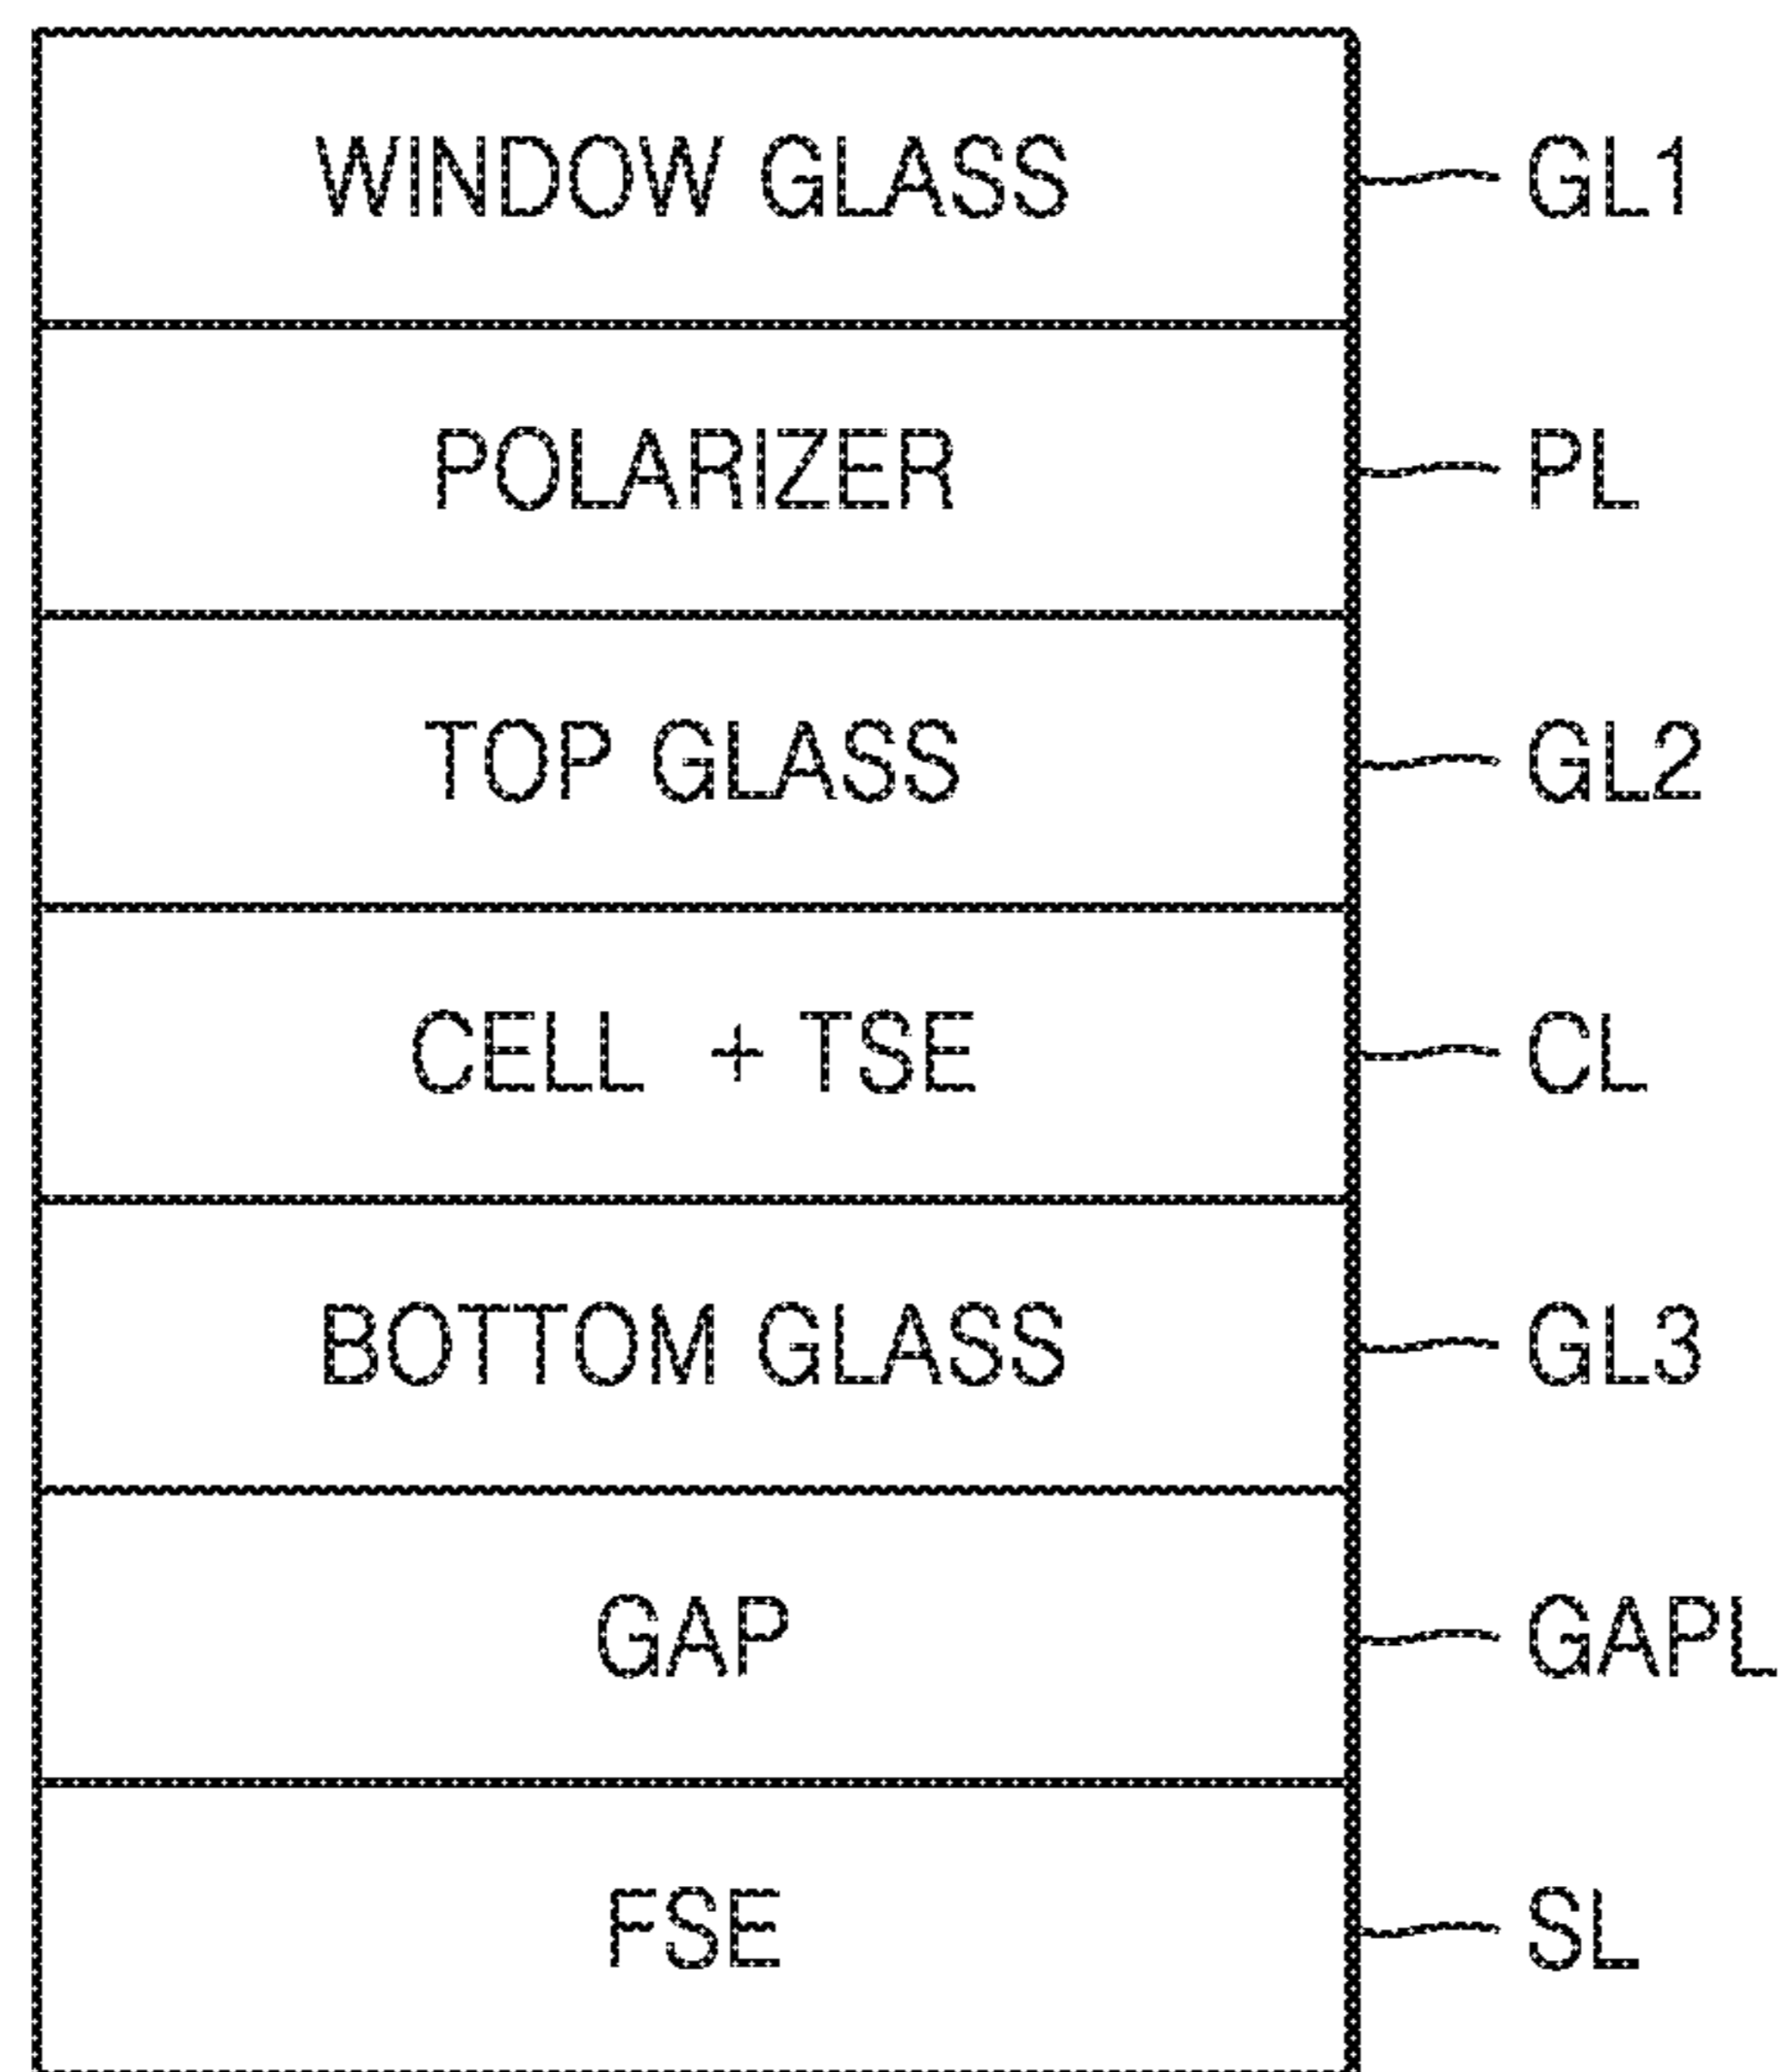 WINDOW GLASS GL1
POLARIZER PL
TOP GLASS GL2
CELL + TSE CL
BOTTOM GLASS GL3
GAP GAPL
FSE SL